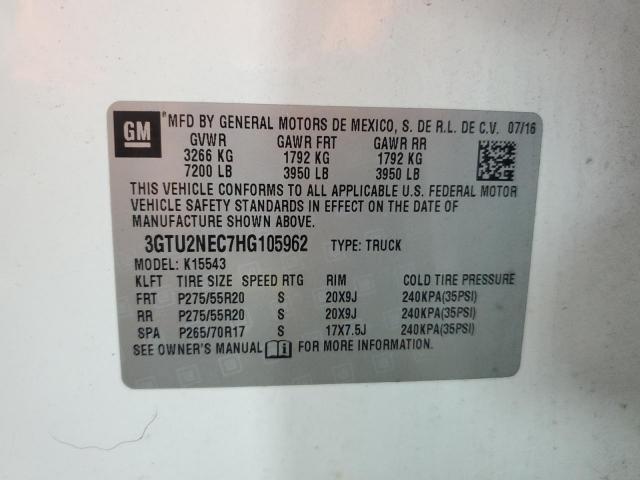 GM
*MFD BY GENERAL MOTORS DE MEXICO, S. DE R.L. DE C.V. 07/16
GVWR GAWR FRT GAWR RR
3266 KG 1792 KG 1792 KG
7200 LB 3950 LB 3950 LB
THIS VEHICLE CONFORMS TO ALL APPLICABLE U.S. FEDERAL MOTOR
VEHICLE SAFETY STANDARDS IN EFFECT ON THE DATE OF
MANUFACTURE SHOWN ABOVE.
3GTU2NEC7HG105962 TYPE: TRUCK
MODEL: K15543
KLFT TIRE SIZE SPEED RTG RIM COLD TIRE PRESSURE
FRT P275/55R20 S 20X9J 240KPA(35PSI)
RR P275/55R20 S 20X9J 240KPA(35PSI)
SPA P265/70R17 S 17X7.5J 240KPA(35PSI)
SEE OWNER'S MANUAL FOR MORE INFORMATION.